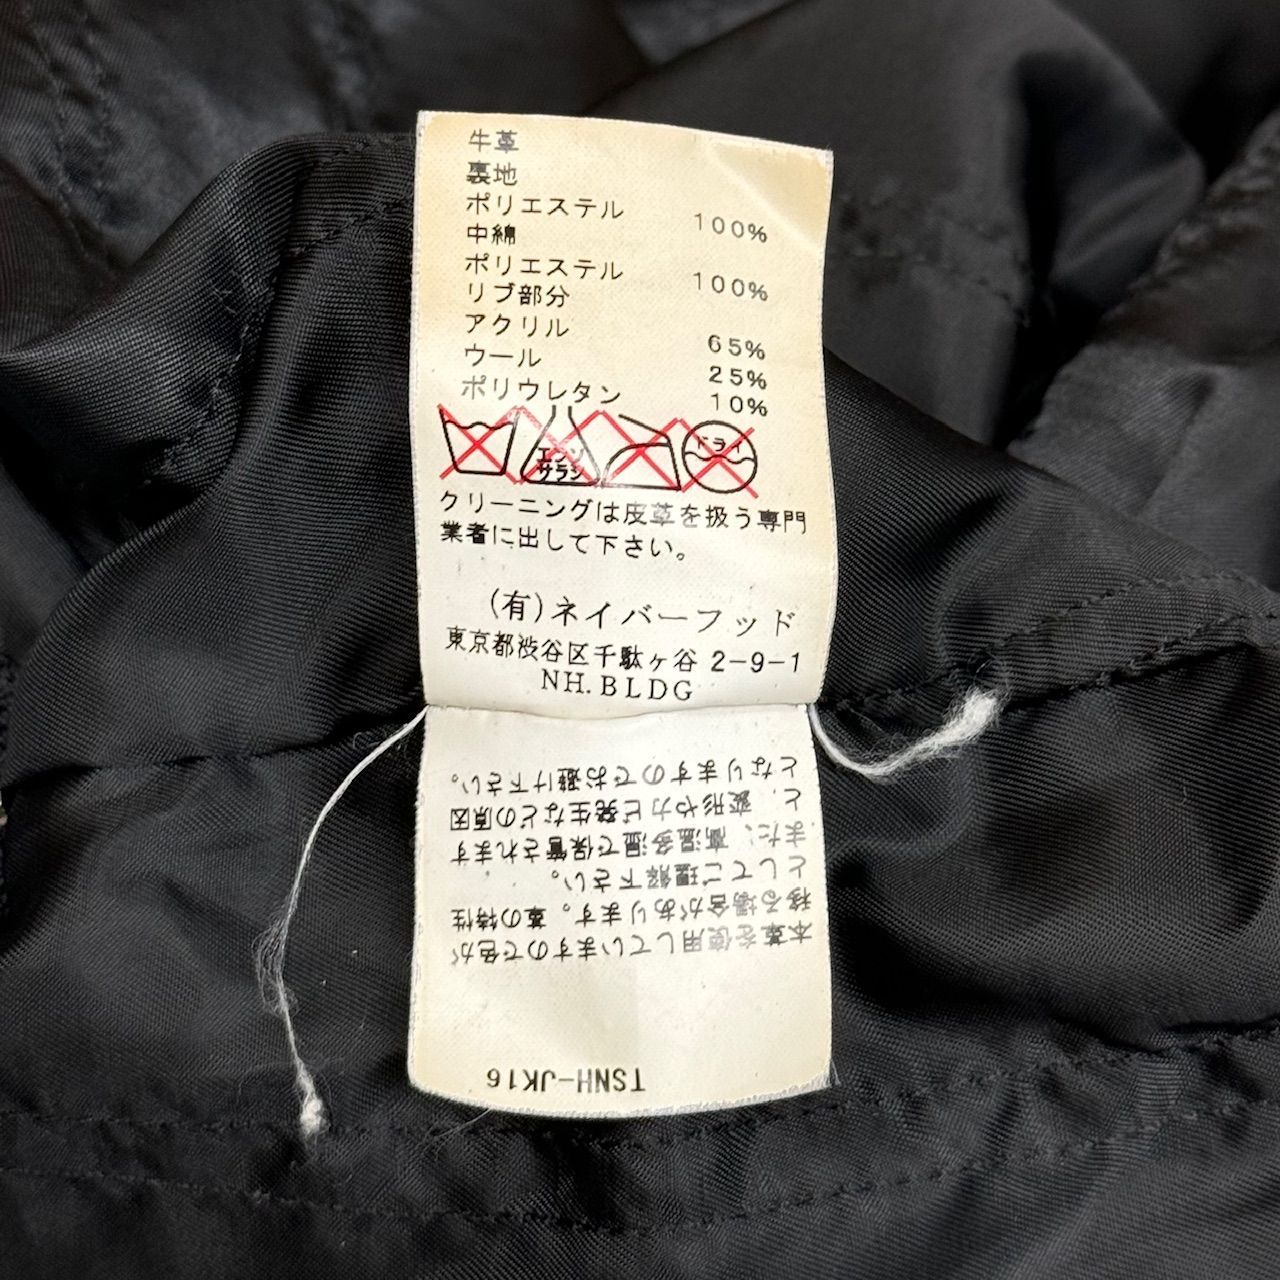 牛革
裏地
ポリエステル 100%
中綿
ポリエステル 100%
リブ部分
アクリル 65%
ウール 25%
ポリウレタン 10%
エンソ
サラシ
ドライ
クリーニングは皮革を扱う専門
業者に出して下さい。
(有)ネイバーフッド
東京都渋谷区千駄ヶ谷 2-9-1
NH.BLDG
本革を使用していますので色が
移る場合があります。革の特性
としてご理解下さい。
また、高温多湿で保管されます
と、変形やカビ発生などの原因
となりますのでお避け下さい。
TSNH-JK16